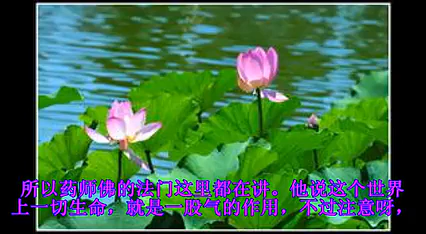 所以药师佛的法门这里都在讲。他说这个世界
上一切生命，就是一股气的作用，不过注意呀，